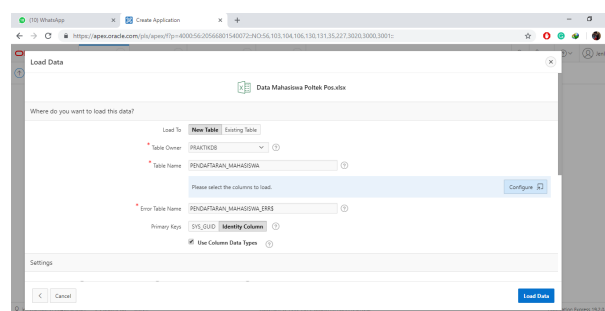 (10) WhatsApp
Create Application
https://apex.oracle.com/pls/apex/f?p=4000:56:20566801540072::NO:56,103,104,106,130,131,35,227,3020,3000,3001::
Load Data
Data Mahasiswa Poltek Pos.xlsx
Where do you want to load this data?
Load To New Table Existing Table
* Table Owner PRAKTIKDB
* Table Name PENDAFTARAN_MAHASISWA
Please select the columns to load. Configure
* Error Table Name PENDAFTARAN_MAHASISWA_ERR$
Primary Keys SYS_GUID Identity Column
Use Column Data Types
Settings
Cancel Load Data